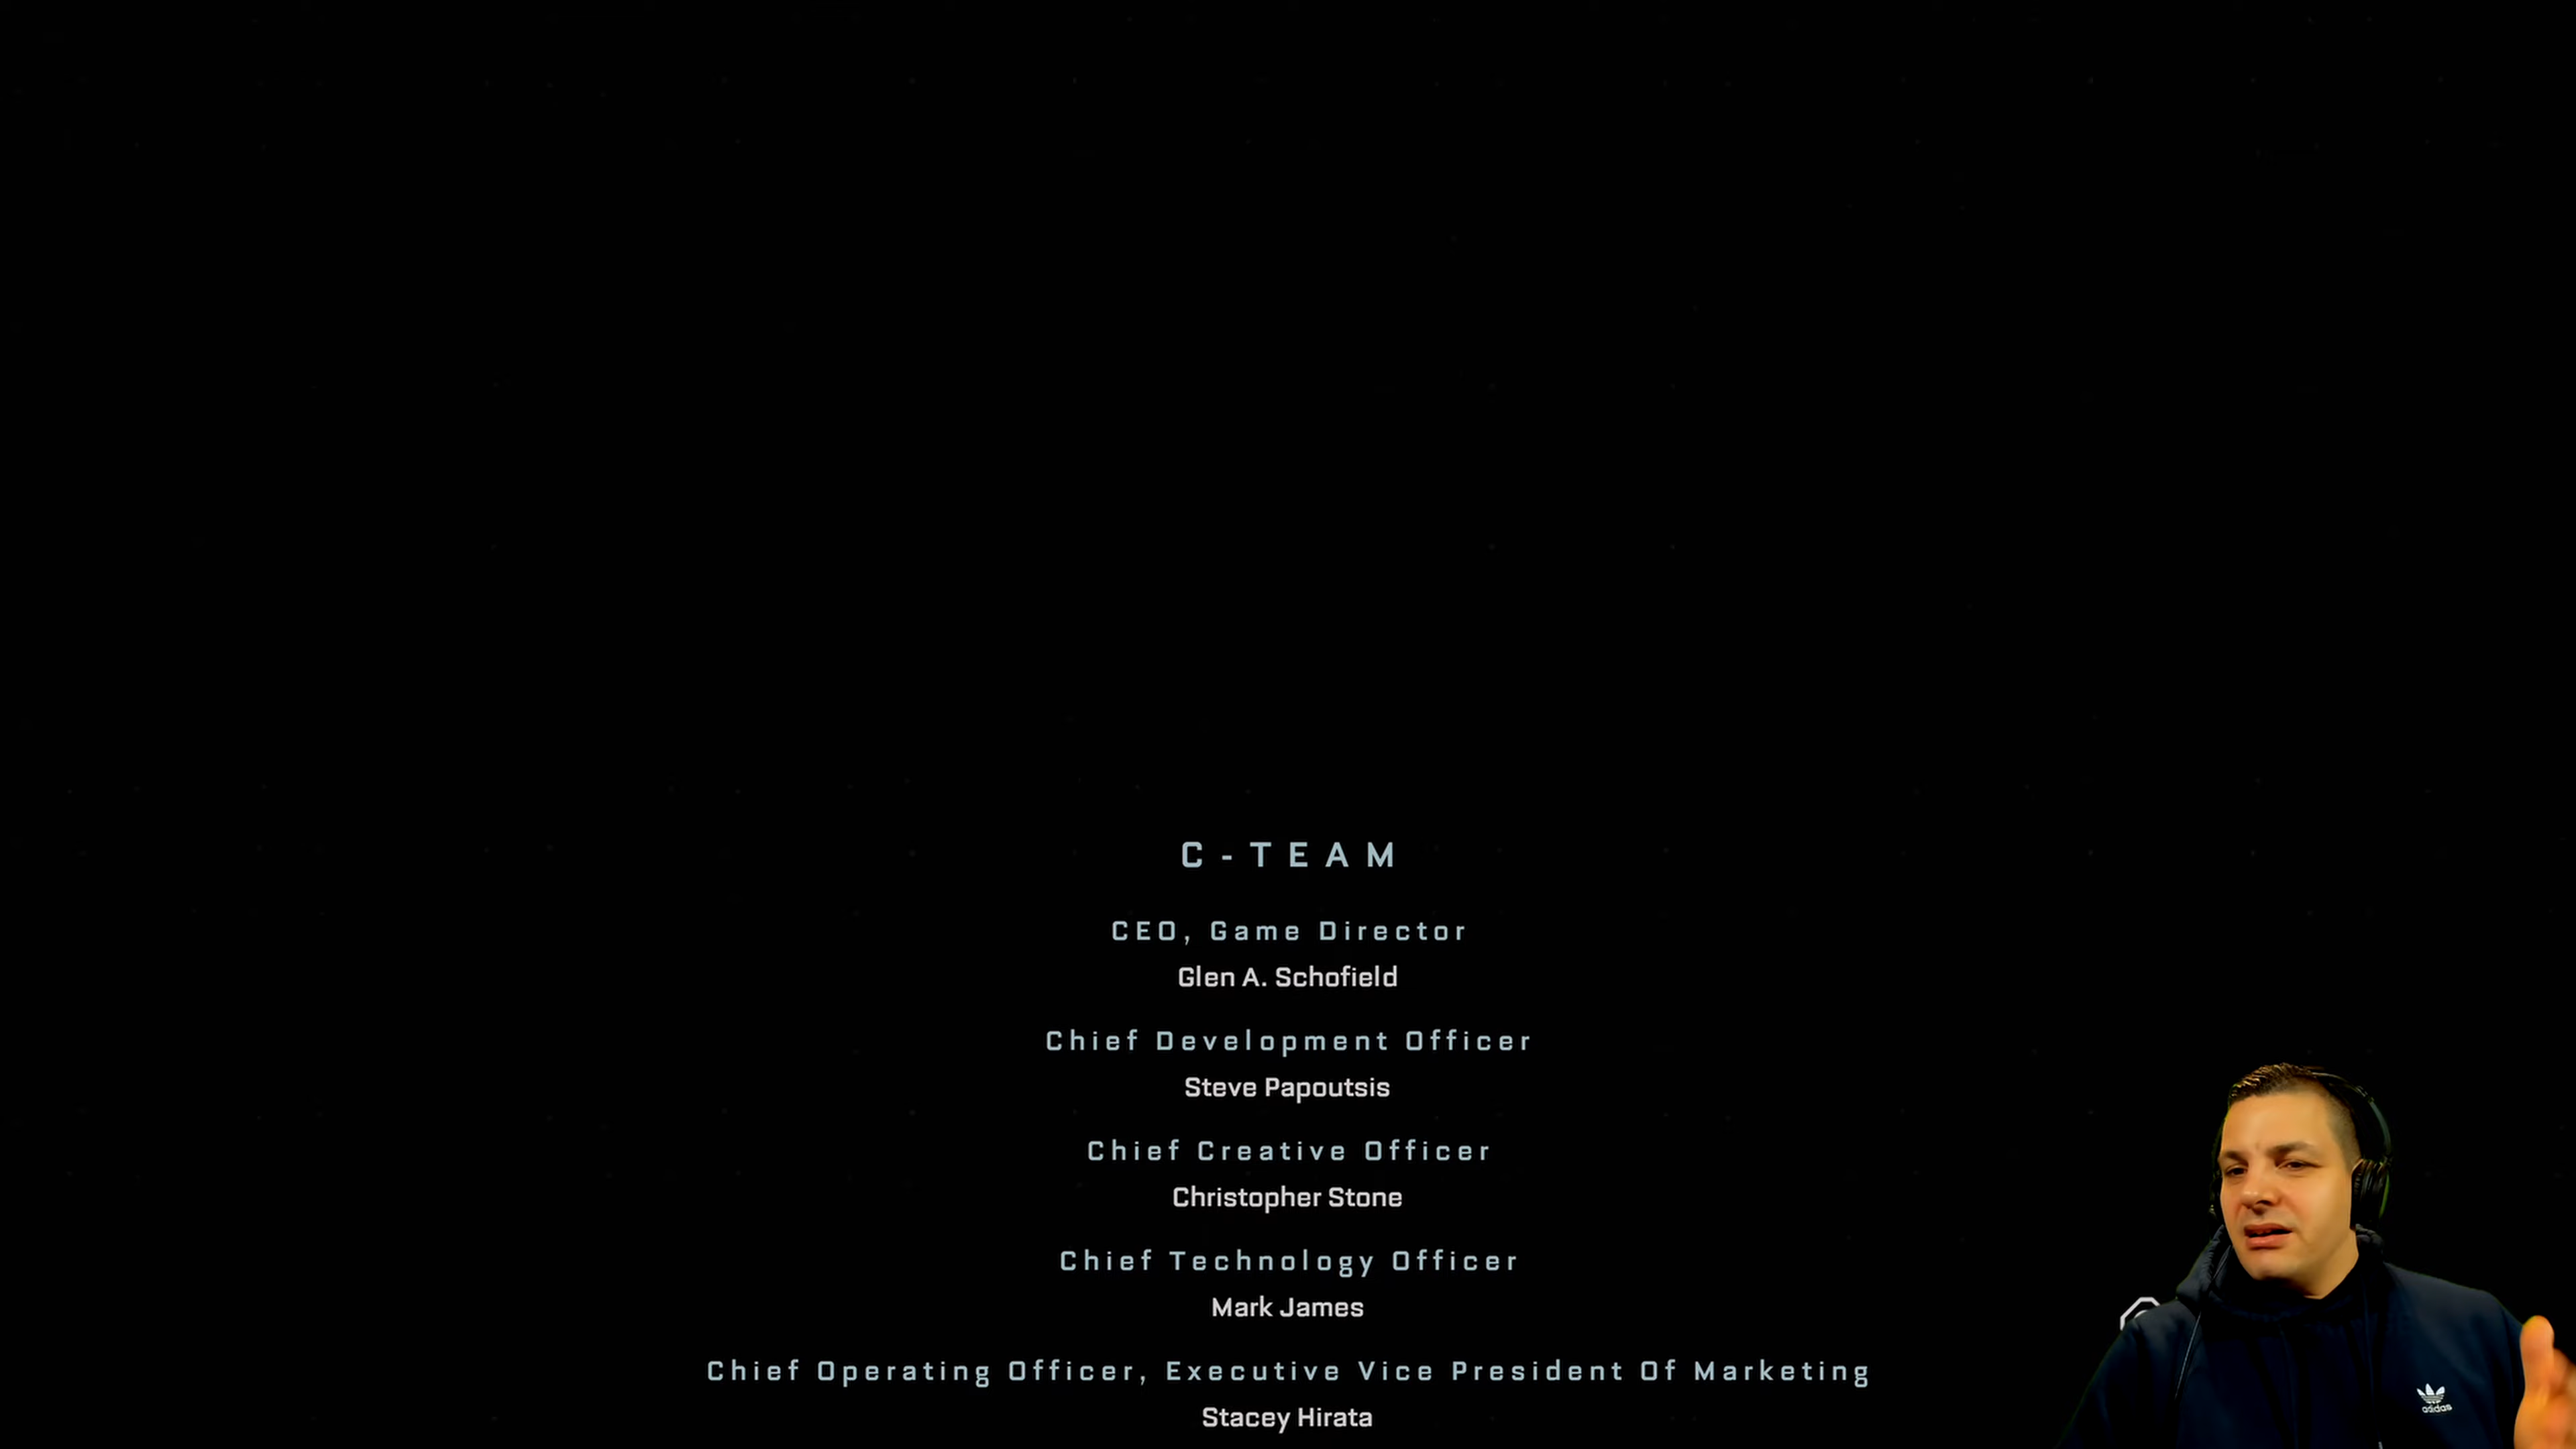 C-TEAM
CEO, Game Director
Glen A. Schofield
Chief Development Officer
Steve Papoutsis
Chief Creative Officer
Christopher Stone
Chief Technology Officer
Mark James
Chief Operating Officer, Executive Vice President Of Marketing
Stacey Hirata
adidas